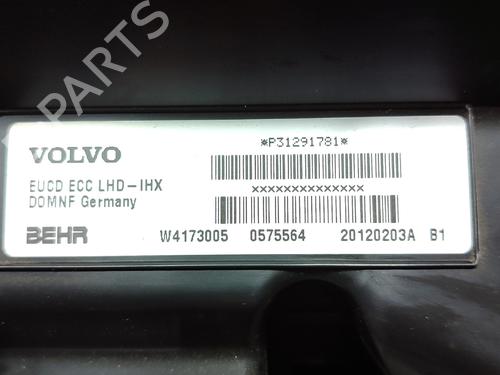 PARTS
*P31291781*
VOLVO
EUCD ECC LHD-IHX
xxxxxxxxxxxxxxx
DOMNF Germany
BEHR W4173005 0575564 20120203A B1